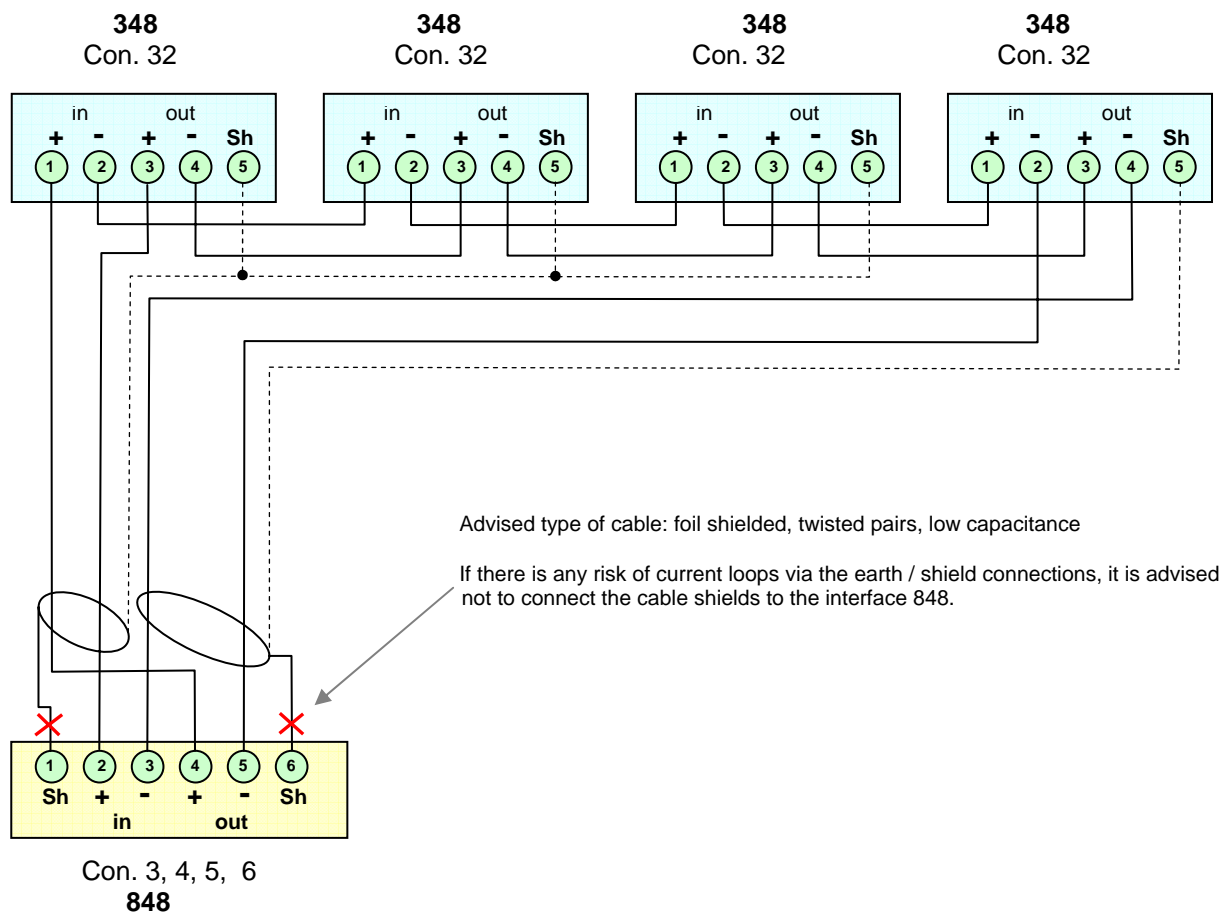 348 348 348 348
Con. 32 Con. 32 Con. 32 Con. 32
in out in out in out in out
+ - + - Sh + - + - Sh + - + - Sh + - + - Sh
1 2 3 4 5 1 2 3 4 5 1 2 3 4 5 1 2 3 4 5
Advised type of cable: foil shielded, twisted pairs, low capacitance
If there is any risk of current loops via the earth / shield connections, it is advised
not to connect the cable shields to the interface 848.
1 2 3 4 5 6
Sh + - + - Sh
in out
Con. 3, 4, 5, 6
848